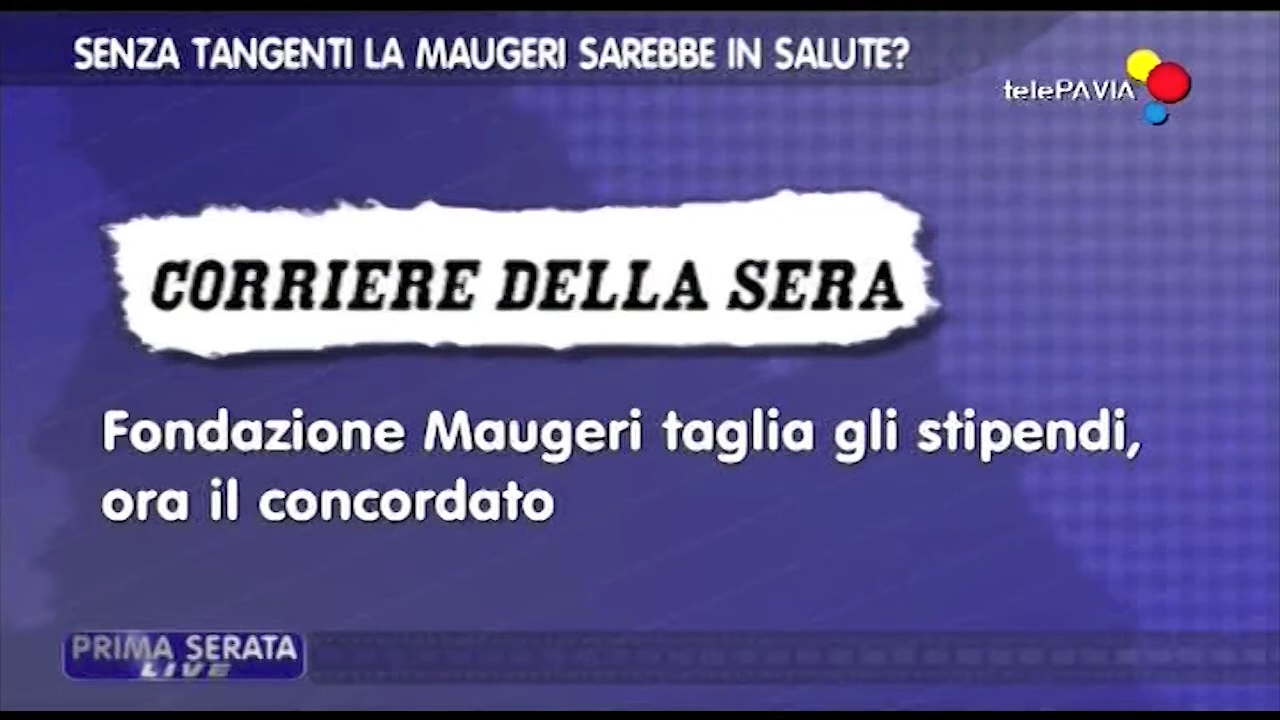 SENZA TANGENTI LA MAUGERI SAREBBE IN SALUTE?
telePAVIA
CORRIERE DELLA SERA
Fondazione Maugeri taglia gli stipendi,
ora il concordato
PRIMA SERATA
LIVE